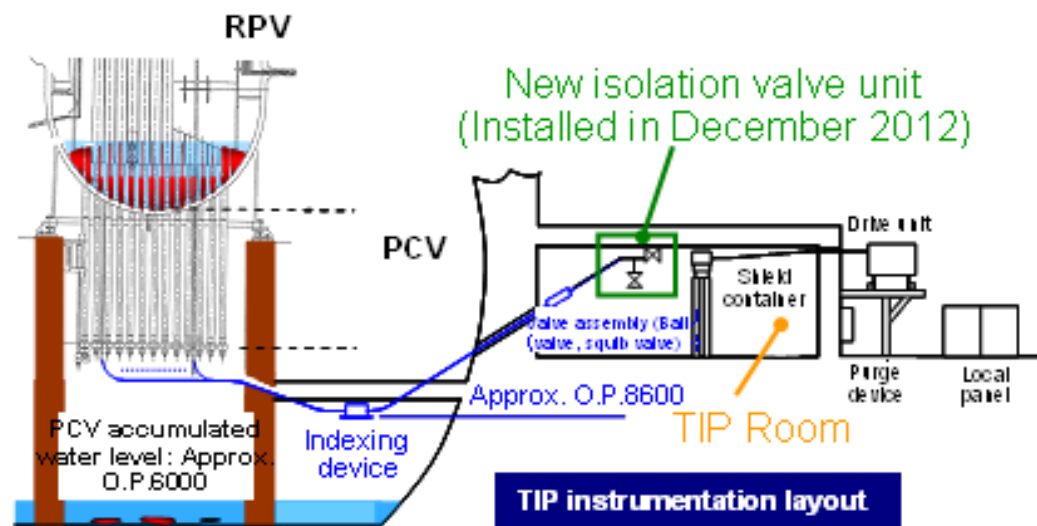 RPV
New isolation valve unit
(Installed in December 2012)
PCV
Drive unit
Shield
container
Valve assembly (Ball
(valve, squib valve)
Approx. O.P.8600
TIP Room
Purge
device
Local
panel
PCV accumulated
water level: Approx.
O.P.6000
Indexing
device
TIP instrumentation layout